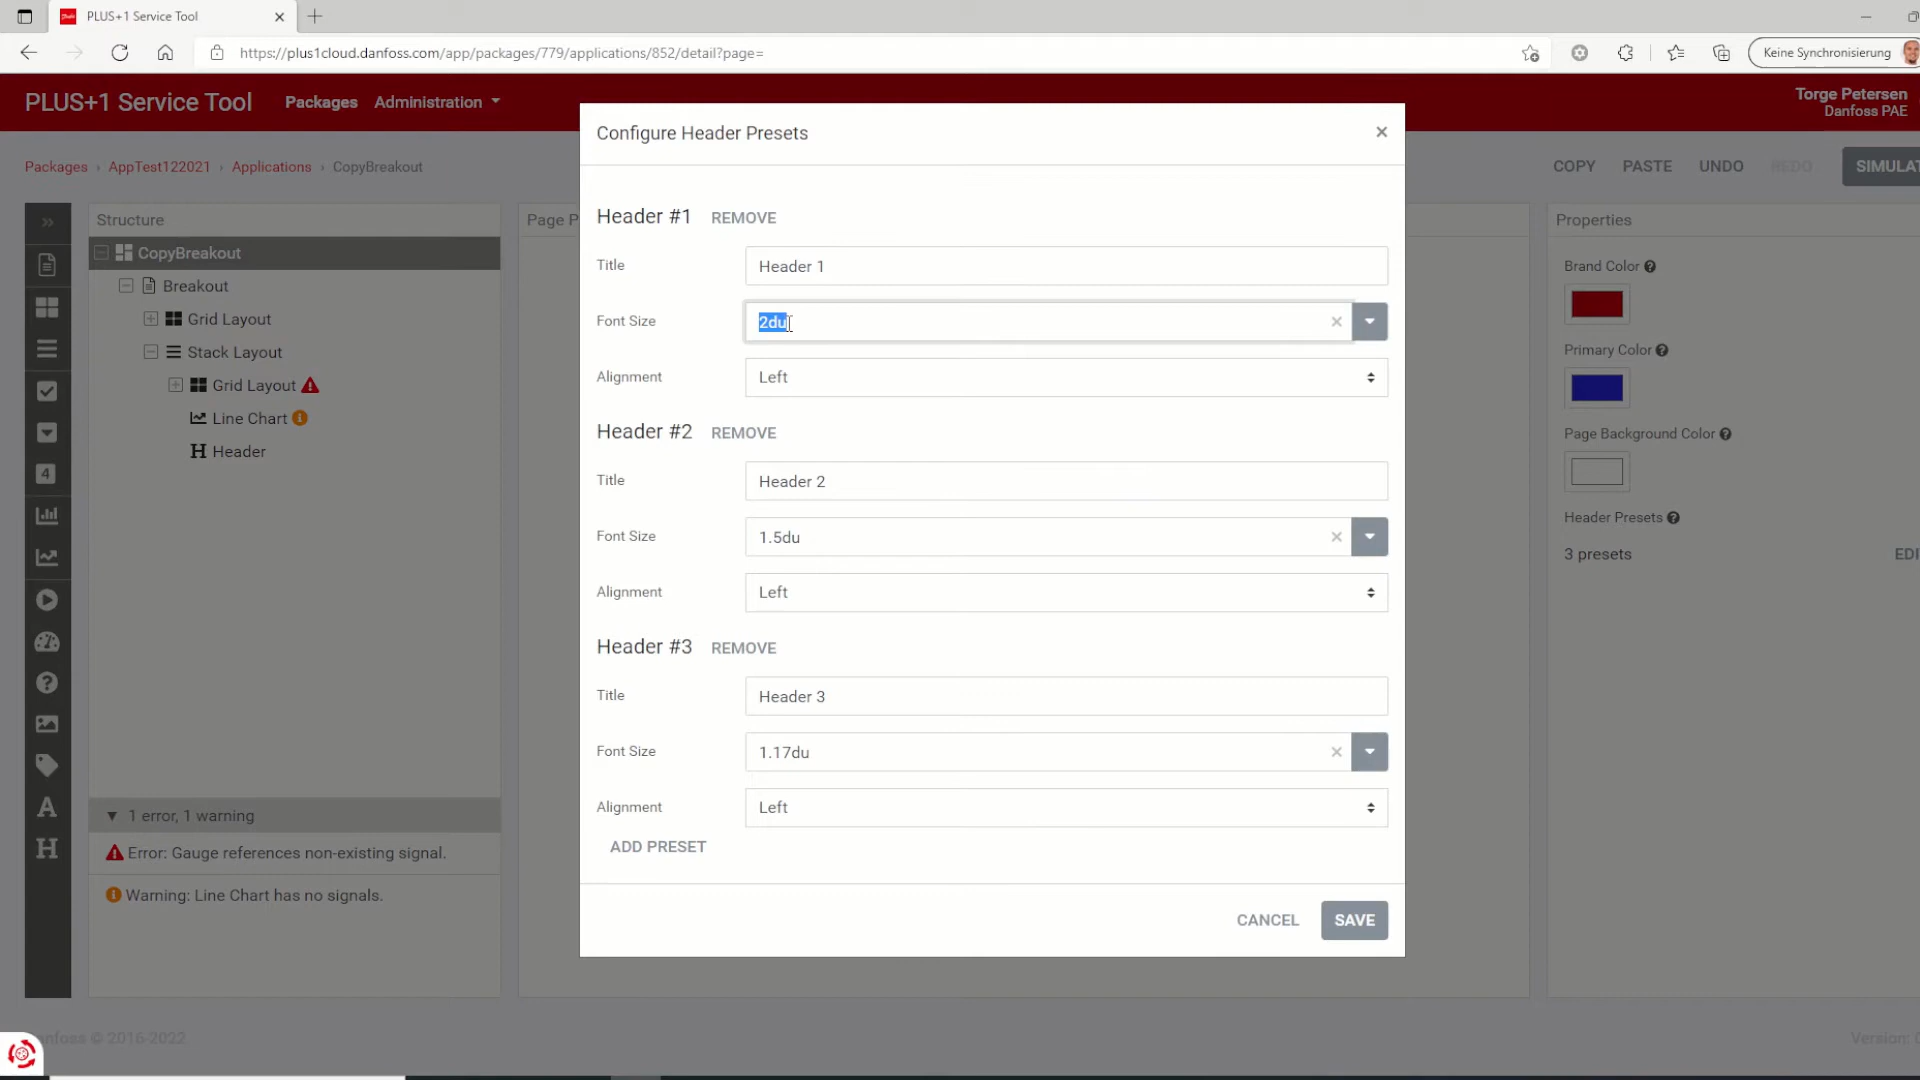 PLUS+1 Service Tool
https://plus1cloud.danfoss.com/app/packages/779/applications/852/detail?page=
Keine Synchronisierung
PLUS+1 Service Tool
Packages
Administration
Torge Petersen
Danfoss PAE
Packages › AppTest122021 › Applications › CopyBreakout
COPY
PASTE
UNDO
REDO
SIMULAT
Structure
CopyBreakout
Breakout
Grid Layout
Stack Layout
Grid Layout
Line Chart
Header
1 error, 1 warning
Error: Gauge references non-existing signal.
Warning: Line Chart has no signals.
Page P
Configure Header Presets
Header #1 REMOVE
Title Header 1
Font Size 2du
Alignment Left
Header #2 REMOVE
Title Header 2
Font Size 1.5du
Alignment Left
Header #3 REMOVE
Title Header 3
Font Size 1.17du
Alignment Left
ADD PRESET
CANCEL
SAVE
Properties
Brand Color
Primary Color
Page Background Color
Header Presets
3 presets
EDI
4
A
H
nfoss © 2016-2022
Version: